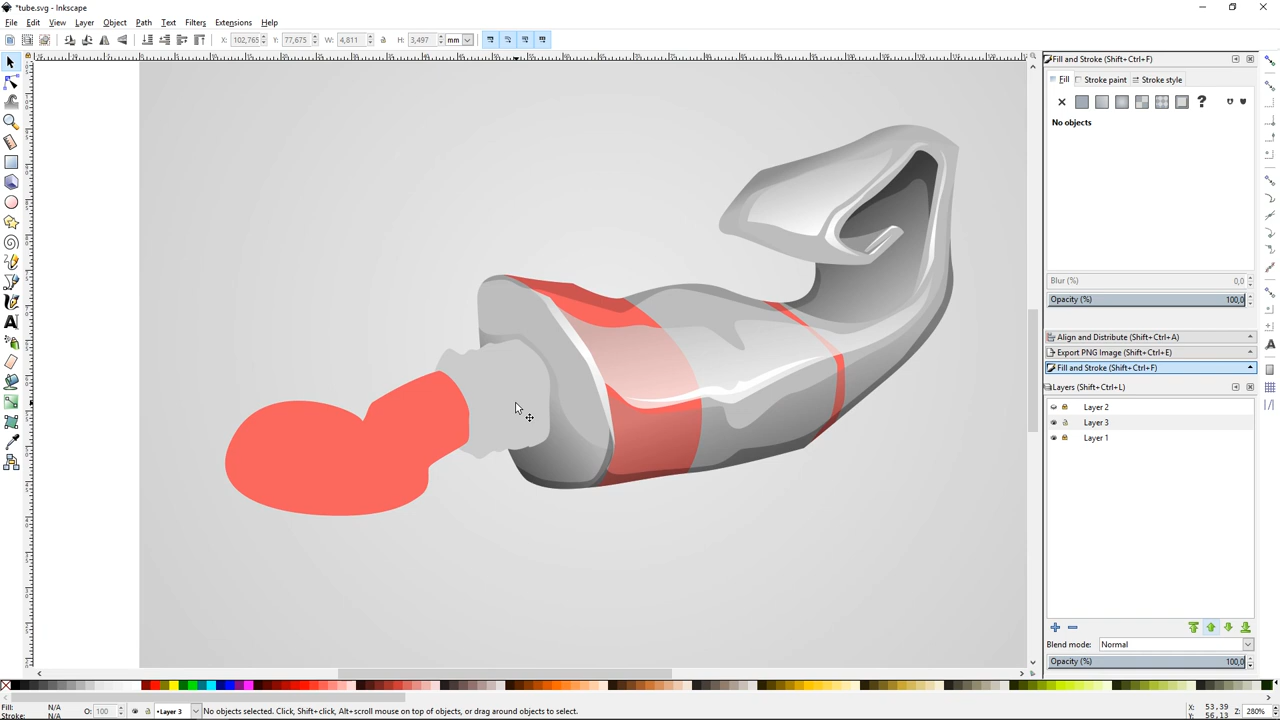 *tube.svg - Inkscape
File Edit View Layer Object Path Text Filters Extensions Help
X: 102,765 Y: 77,675 W: 4,811 H: 3,497 mm
Fill and Stroke (Shift+Ctrl+F)
Fill Stroke paint Stroke style
?
No objects
Blur (%) 0,0
Opacity (%) 100,0
Align and Distribute (Shift+Ctrl+A)
Export PNG Image (Shift+Ctrl+E)
Fill and Stroke (Shift+Ctrl+F)
Layers (Shift+Ctrl+L)
Layer 2
Layer 3
Layer 1
Blend mode: Normal
Opacity (%) 100,0
Fill: N/A
Stroke: N/A
O: 100
•Layer 3
No objects selected. Click, Shift+click, Alt+scroll mouse on top of objects, or drag around objects to select.
X: 53,39
Y: 56,13
Z: 280%